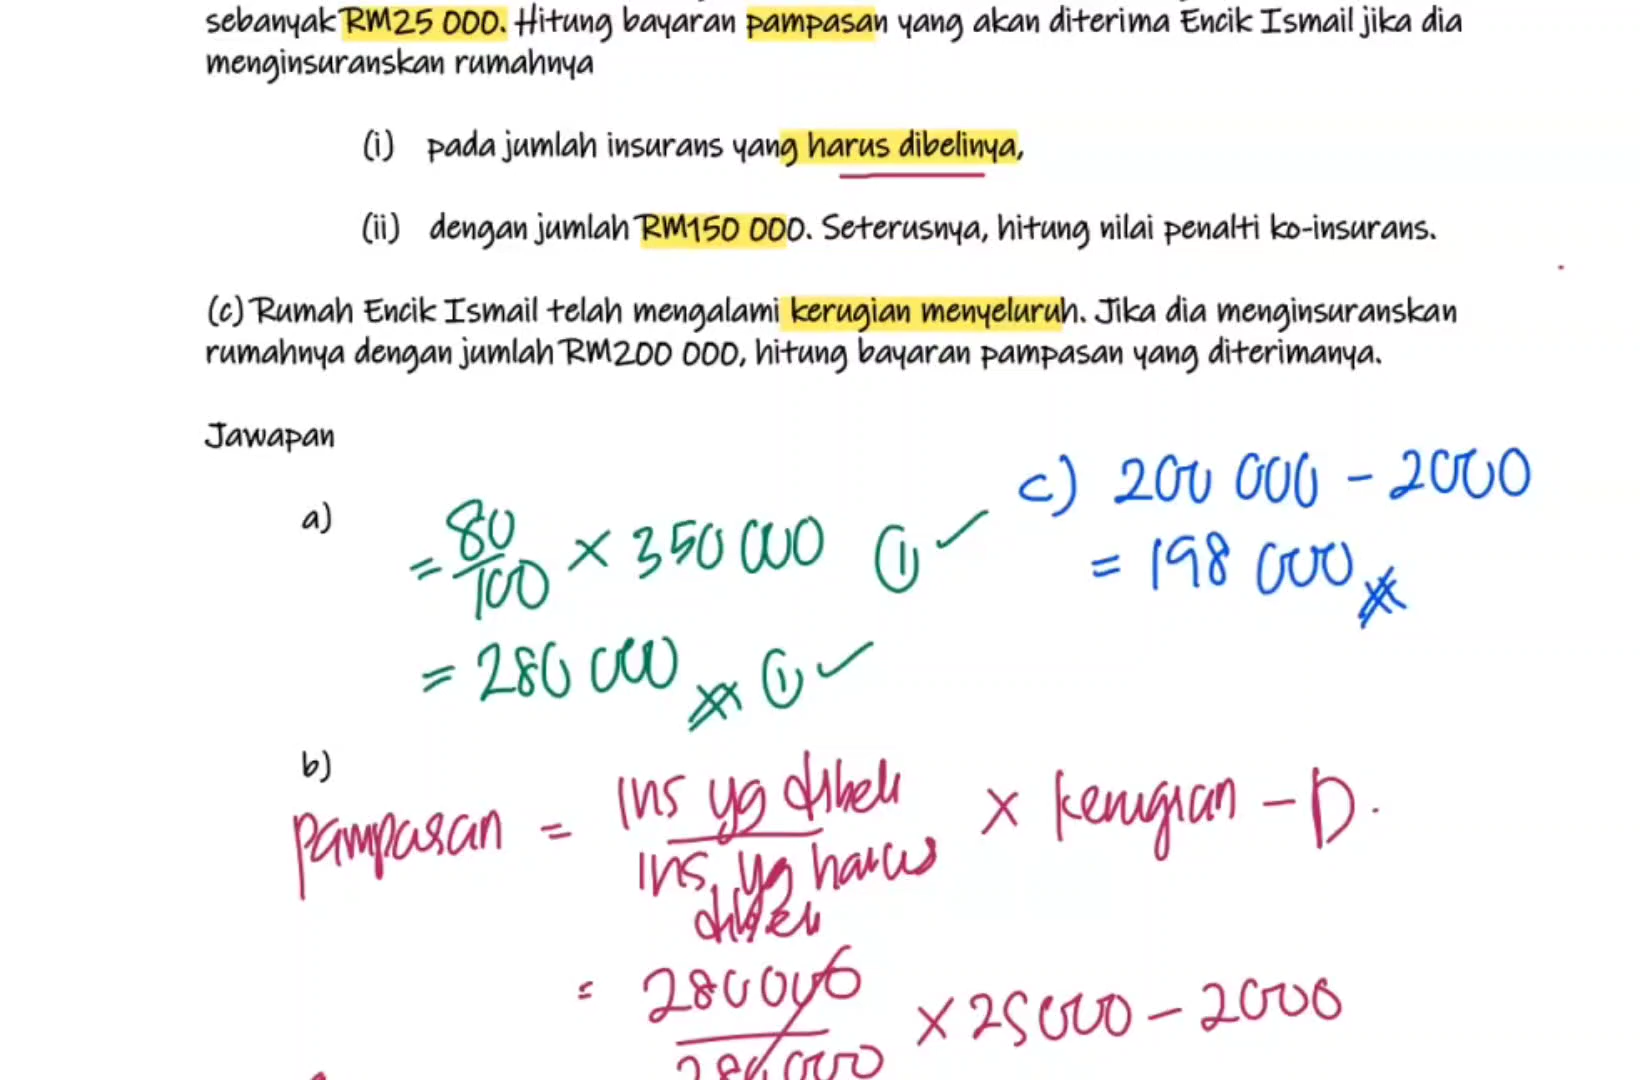 sebanyak RM25 000. Hitung bayaran pampasan yang akan diterima Encik Ismail jika dia
menginsuranskan rumahnya
(i) pada jumlah insurans yang harus dibelinya,
(ii) dengan jumlah RM150 000. Seterusnya, hitung nilai penalti ko-insurans.
(c) Rumah Encik Ismail telah mengalami kerugian menyeluruh. Jika dia menginsuranskan
rumahnya dengan jumlah RM200 000, hitung bayaran pampasan yang diterimanya.
Jawapan
a)
= 80/100 × 350 000 ① ✓
= 280 000 ① ✓
c) 200 000 - 2000
= 198 000
b)
Pampasan = Ins yg dibeli / Ins. yg harus dibeli × kerugian - D.
= 280000 / 280000 × 25000 - 2000